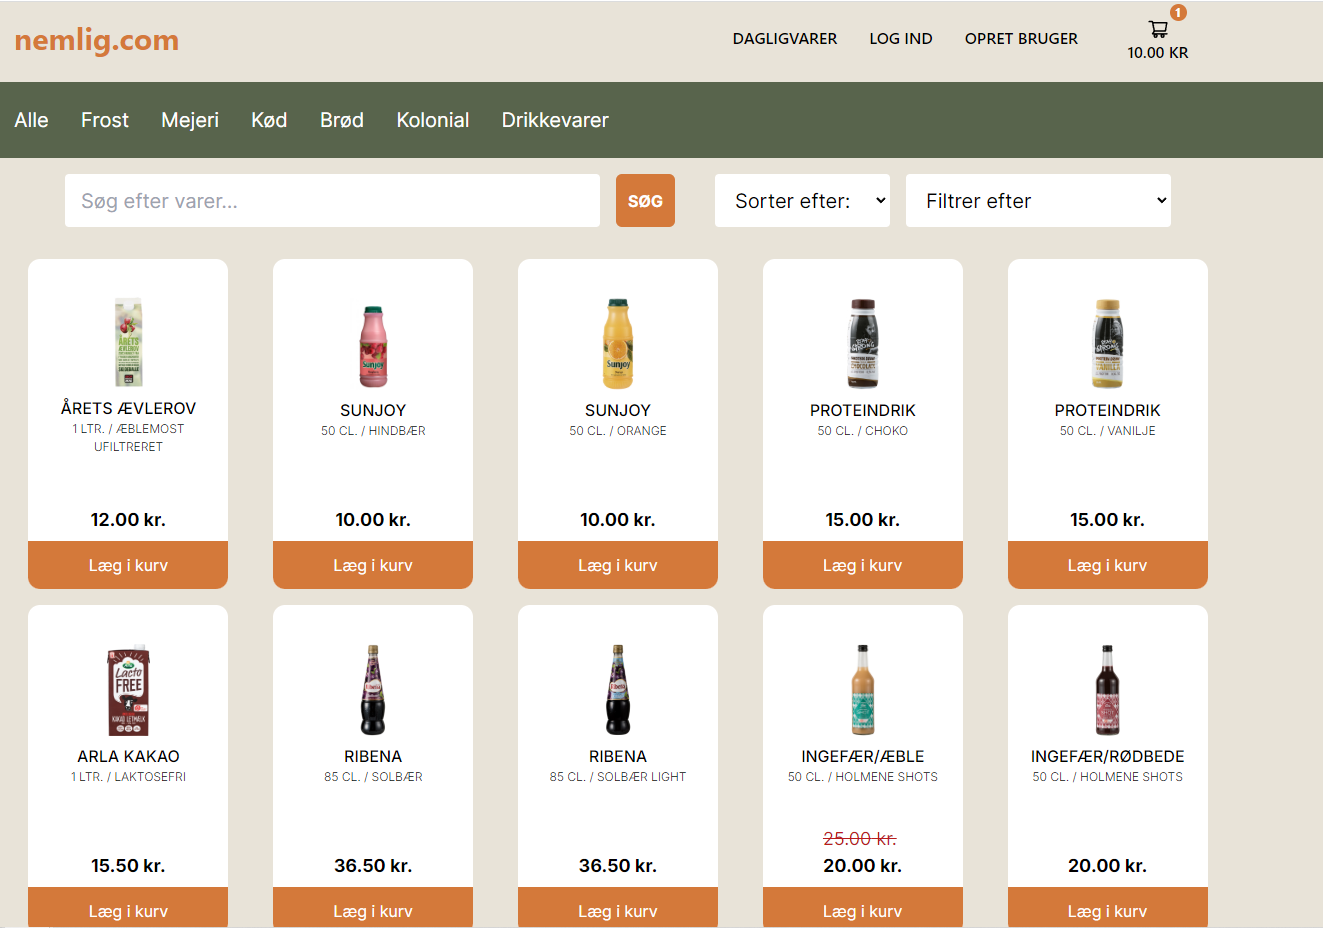 nemlig.com
DAGLIGVARER LOG IND OPRET BRUGER
1
10.00 KR
Alle Frost Mejeri Kød Brød Kolonial Drikkevarer
Søg efter varer...
SØG
Sorter efter:
Filtrer efter
ÅRETS ÆVLEROV
1 LTR. / ÆBLEMOST
UFILTRERET
12.00 kr.
Læg i kurv
Sunjoy
SUNJOY
50 CL. / HINDBÆR
10.00 kr.
Læg i kurv
Sunjoy
SUNJOY
50 CL. / ORANGE
10.00 kr.
Læg i kurv
PROTEINDRIK
50 CL. / CHOKO
15.00 kr.
Læg i kurv
PROTEINDRIK
50 CL. / VANILJE
15.00 kr.
Læg i kurv
Lacto
FREE
ARLA KAKAO
1 LTR. / LAKTOSEFRI
15.50 kr.
Læg i kurv
Ribena
RIBENA
85 CL. / SOLBÆR
36.50 kr.
Læg i kurv
Ribena
RIBENA
85 CL. / SOLBÆR LIGHT
36.50 kr.
Læg i kurv
INGEFÆR/ÆBLE
50 CL. / HOLMENE SHOTS
25.00 kr.
20.00 kr.
Læg i kurv
INGEFÆR/RØDBEDE
50 CL. / HOLMENE SHOTS
20.00 kr.
Læg i kurv